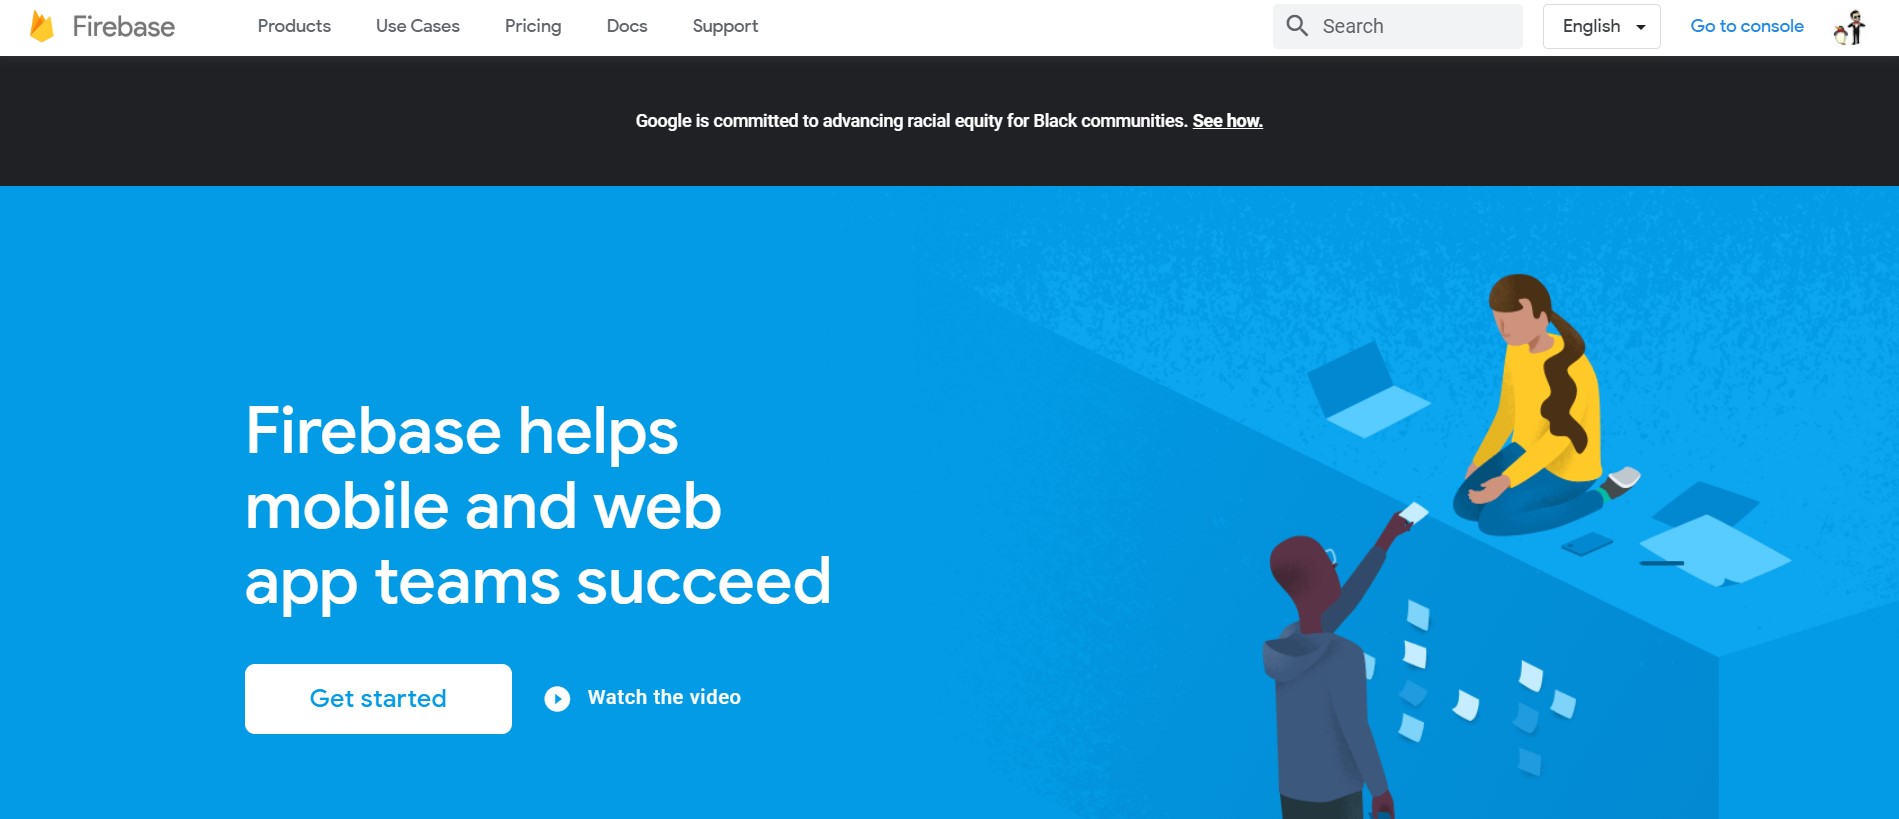 Firebase
Products
Use Cases
Pricing
Docs
Support
Search
English
Go to console
Google is committed to advancing racial equity for Black communities. See how.
Firebase helps
mobile and web
app teams succeed
Get started
Watch the video